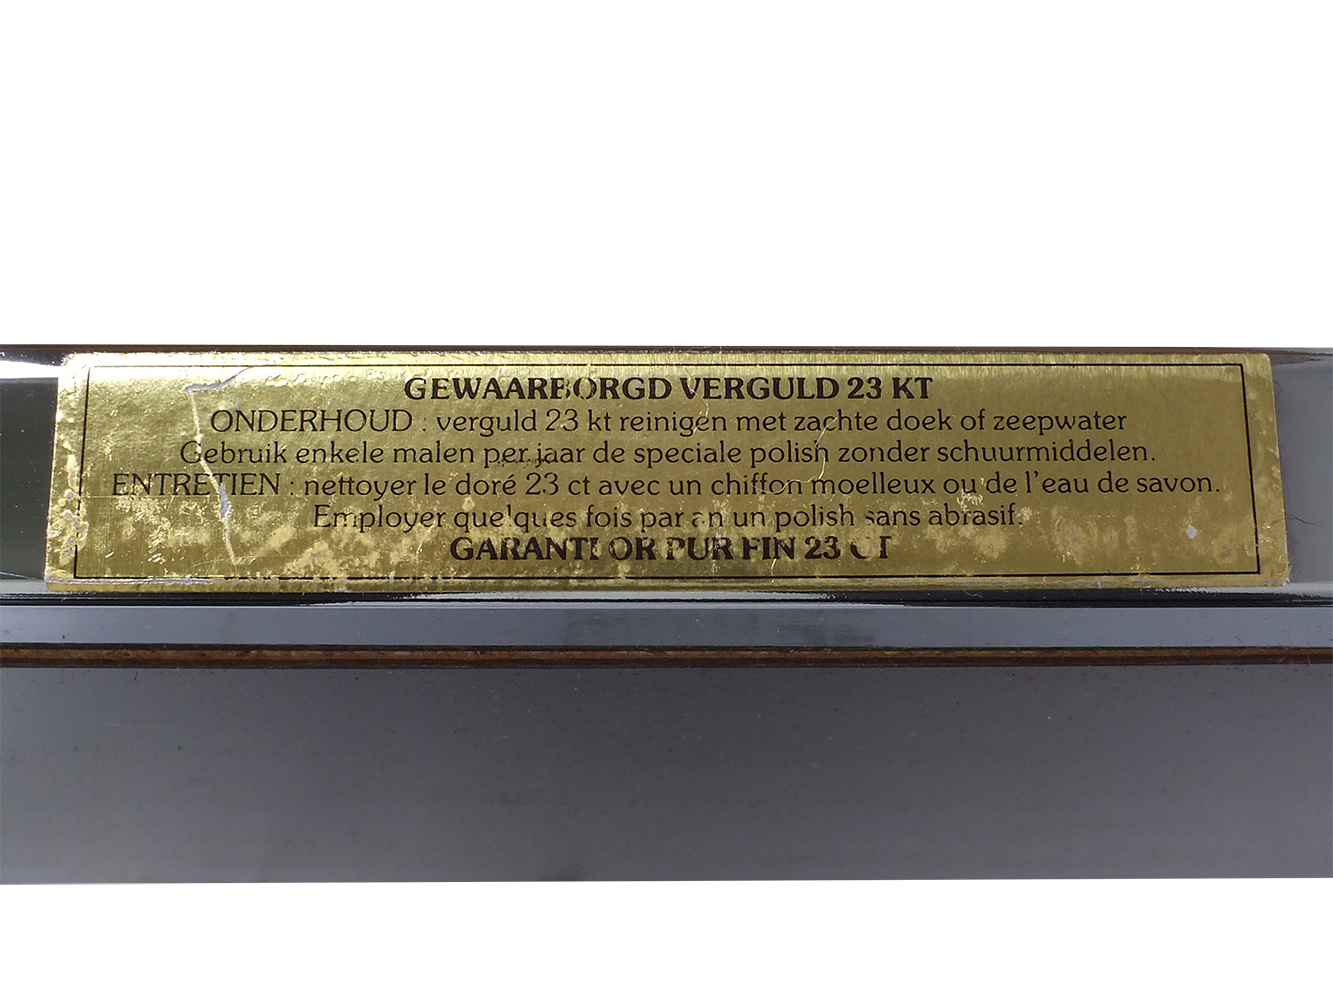 GEWAARBORGD VERGULD 23 KT
ONDERHOUD : verguld 23 kt reinigen met zachte doek of zeepwater
Gebruik enkele malen per jaar de speciale polish zonder schuurmiddelen.
ENTRETIEN : nettoyer le doré 23 ct avec un chiffon moelleux ou de l'eau de savon.
Employer quelques fois par an un polish sans abrasif.
GARANTI OR PUR FIN 23 CT